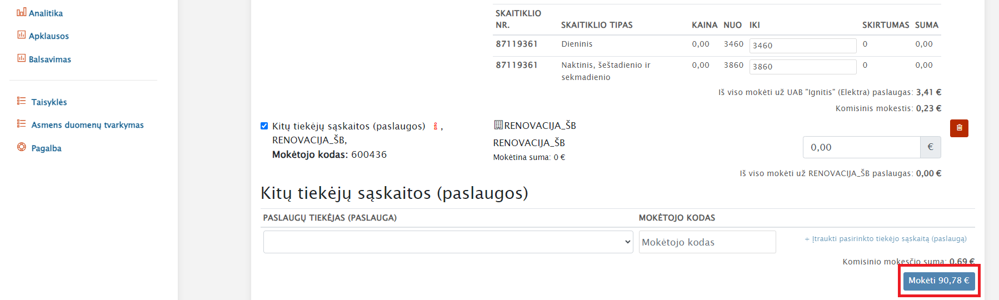 Analitika
Apklausos
Balsavimas
Taisyklės
Asmens duomenų tvarkymas
Pagalba
SKAITIKLIO NR. SKAITIKLIO TIPAS KAINA NUO IKI SKIRTUMAS SUMA
87119361 Dieninis 0,00 3460 3460 0 0,00
87119361 Naktinis, šeštadienio ir sekmadienio 0,00 3860 3860 0 0,00
Iš viso mokėti už UAB "Ignitis" (Elektra) paslaugas: 3,41 €
Komisinis mokestis: 0,23 €
Kitų tiekėjų sąskaitos (paslaugos) ,
RENOVACIJA_ŠB,
Mokėtojo kodas: 600436
RENOVACIJA_ŠB
RENOVACIJA_ŠB
Mokėtina suma: 0 €
0,00 €
Iš viso mokėti už RENOVACIJA_ŠB paslaugas: 0,00 €
Kitų tiekėjų sąskaitos (paslaugos)
PASLAUGŲ TIEKĖJAS (PASLAUGA) MOKĖTOJO KODAS
Mokėtojo kodas + Įtraukti pasirinkto tiekėjo sąskaitą (paslaugą)
Komisinio mokesčio suma: 0,69 €
Mokėti 90,78 €